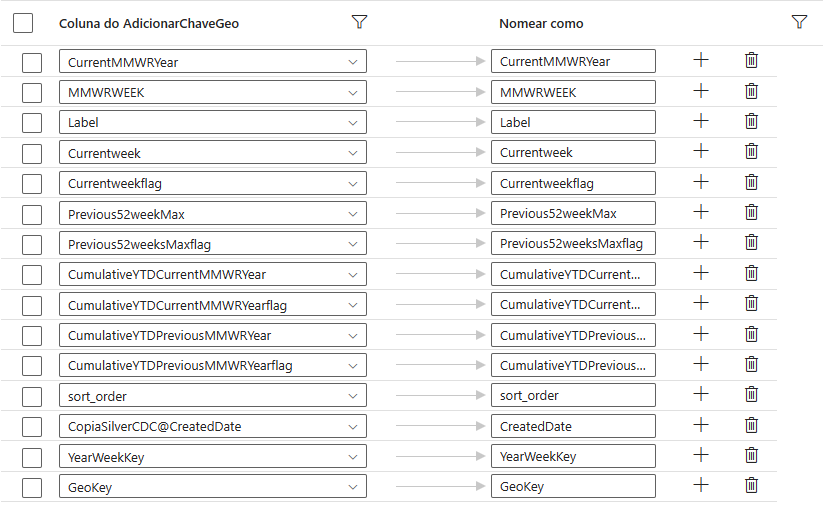 Coluna do AdicionarChaveGeo Nomear como
CurrentMMWRYear CurrentMMWRYear
MMWRWEEK MMWRWEEK
Label Label
Currentweek Currentweek
Currentweekflag Currentweekflag
Previous52weekMax Previous52weekMax
Previous52weeksMaxflag Previous52weeksMaxflag
CumulativeYTDCurrentMMWRYear CumulativeYTDCurrent...
CumulativeYTDCurrentMMWRYearflag CumulativeYTDCurrent...
CumulativeYTDPreviousMMWRYear CumulativeYTDPrevious...
CumulativeYTDPreviousMMWRYearflag CumulativeYTDPrevious...
sort_order sort_order
CopiaSilverCDC@CreatedDate CreatedDate
YearWeekKey YearWeekKey
GeoKey GeoKey